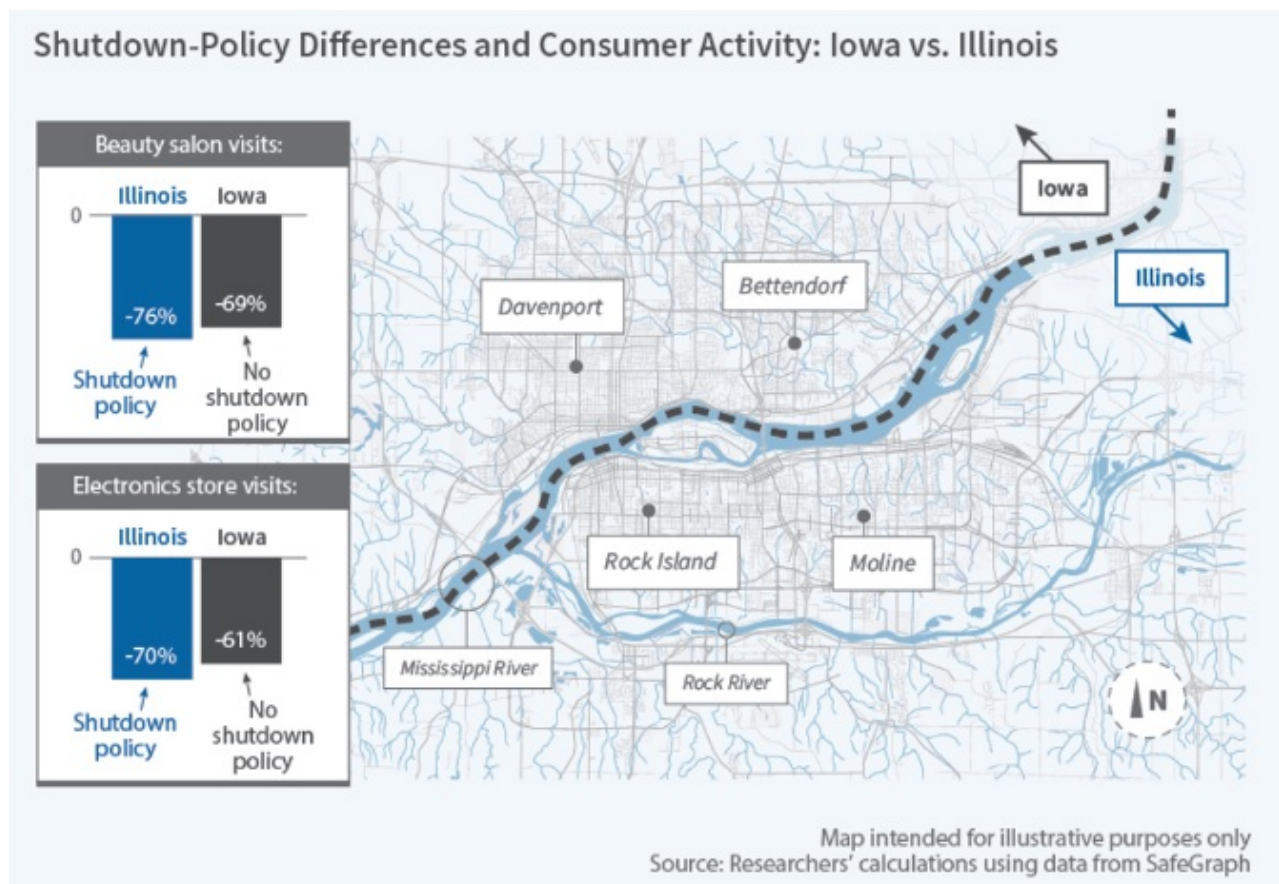 Shutdown-Policy Differences and Consumer Activity: Iowa vs. Illinois
Beauty salon visits:
Illinois Iowa
0
-76%
-69%
Shutdown
policy
No
shutdown
policy
Electronics store visits:
Illinois Iowa
0
-70%
-61%
Shutdown
policy
No
shutdown
policy
Iowa
Illinois
Davenport
Bettendorf
Rock Island
Moline
Mississippi River
Rock River
N
Map intended for illustrative purposes only
Source: Researchers' calculations using data from SafeGraph